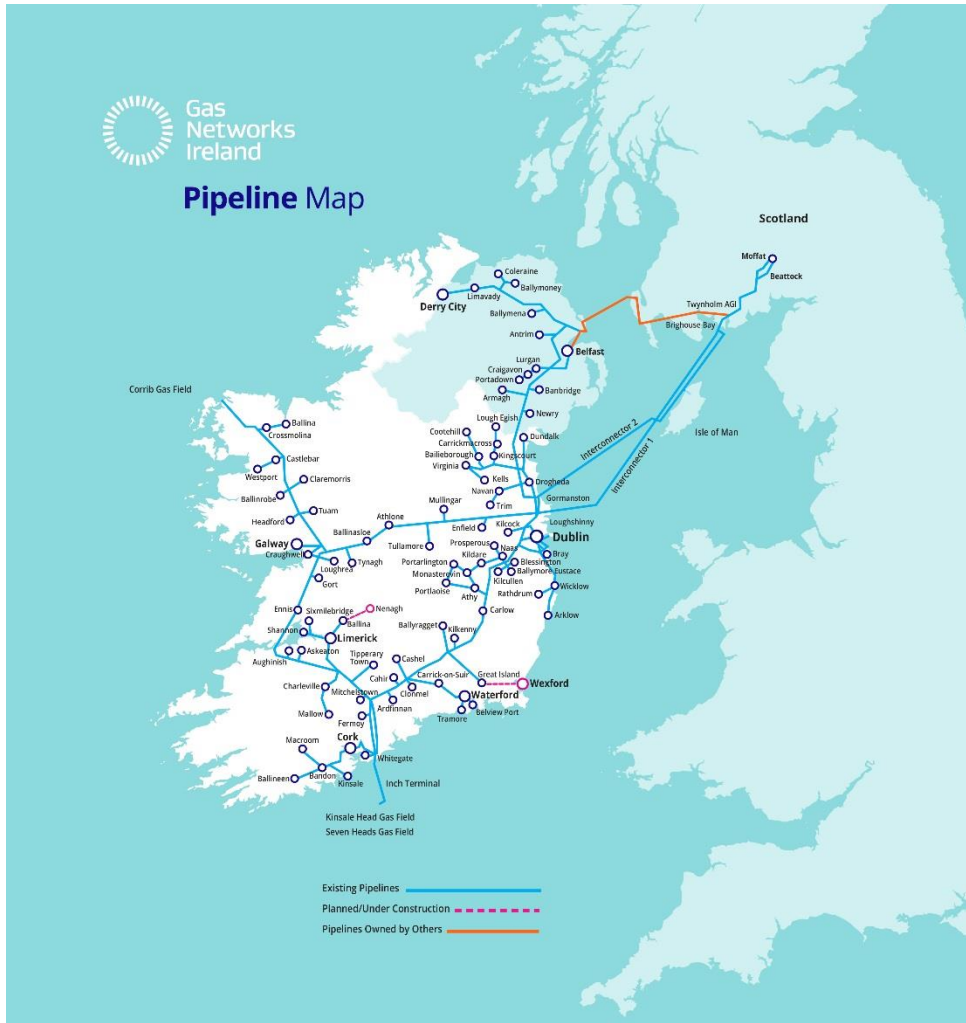 Gas
Networks
Ireland
Pipeline Map
Scotland
Moffat
Beattock
Twynholm AGI
Brighouse Bay
Coleraine
Ballymoney
Limavady
Derry City
Ballymena
Antrim
Belfast
Lurgan
Craigavon
Portadown
Armagh
Banbridge
Newry
Lough Egish
Cootehill
Carrickmacross
Dundalk
Bailieborough
Kingscourt
Virginia
Kells
Drogheda
Navan
Trim
Gormanston
Interconnector 2
Interconnector 1
Isle of Man
Corrib Gas Field
Ballina
Crossmolina
Castlebar
Westport
Claremorris
Ballinrobe
Headford
Tuam
Mullingar
Athlone
Ballinasloe
Galway
Craughwell
Loughrea
Tynagh
Tullamore
Enfield
Kilcock
Loughshinny
Dublin
Prosperous
Naas
Kildare
Portarlington
Monasterevin
Portlaoise
Athy
Kilcullen
Blessington
Ballymore Eustace
Bray
Rathdrum
Wicklow
Arklow
Gort
Ennis
Sixmilebridge
Nenagh
Shannon
Ballina
Limerick
Carlow
Ballyragget
Kilkenny
Aughinish
Askeaton
Tipperary
Town
Cashel
Great Island
Wexford
Charleville
Mitchelstown
Cahir
Carrick-on-Suir
Clonmel
Waterford
Ardfinnan
Tramore
Belview Port
Mallow
Fermoy
Cork
Macroom
Whitegate
Ballineen
Bandon
Kinsale
Inch Terminal
Kinsale Head Gas Field
Seven Heads Gas Field
Existing Pipelines
Planned/Under Construction
Pipelines Owned by Others